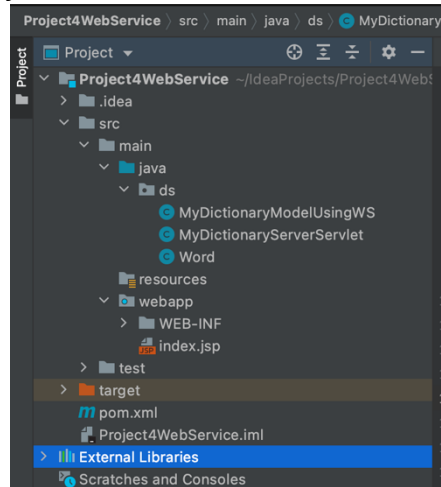 Project4WebService 〉 src 〉 main 〉 java 〉 ds 〉 C MyDictionary
Project
Project
Project4WebService ~/IdeaProjects/Project4WebS
.idea
src
main
java
ds
C MyDictionaryModelUsingWS
C MyDictionaryServerServlet
C Word
resources
webapp
WEB-INF
JSP index.jsp
test
target
m pom.xml
Project4WebService.iml
External Libraries
Scratches and Consoles